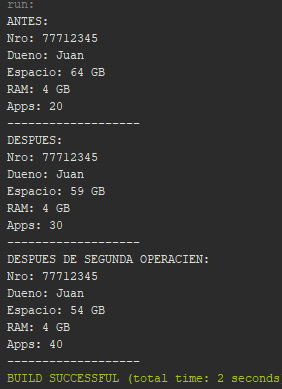 run:
ANTES:
Nro: 77712345
Dueno: Juan
Espacio: 64 GB
RAM: 4 GB
Apps: 20
-------------------
DESPUES:
Nro: 77712345
Dueno: Juan
Espacio: 59 GB
RAM: 4 GB
Apps: 30
-------------------
DESPUES DE SEGUNDA OPERACIEN:
Nro: 77712345
Dueno: Juan
Espacio: 54 GB
RAM: 4 GB
Apps: 40
-------------------
BUILD SUCCESSFUL (total time: 2 seconds